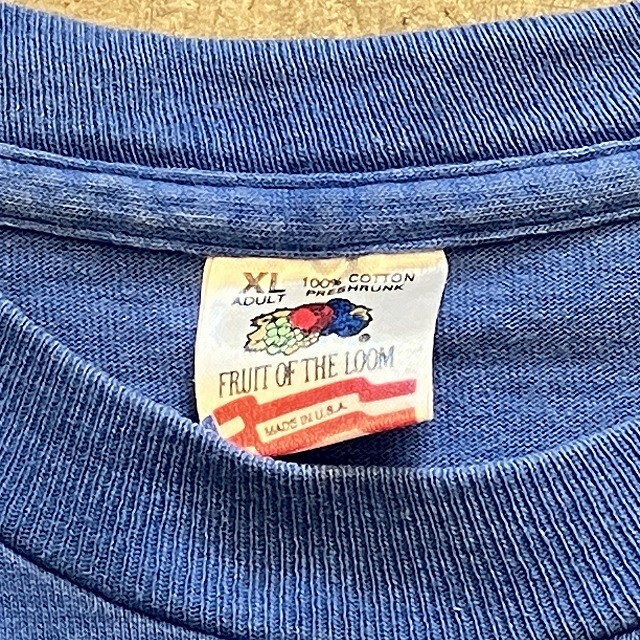 XL 100% COTTON
ADULT PRESHRUNK
®
FRUIT OF THE LOOM
MADE IN U.S.A.